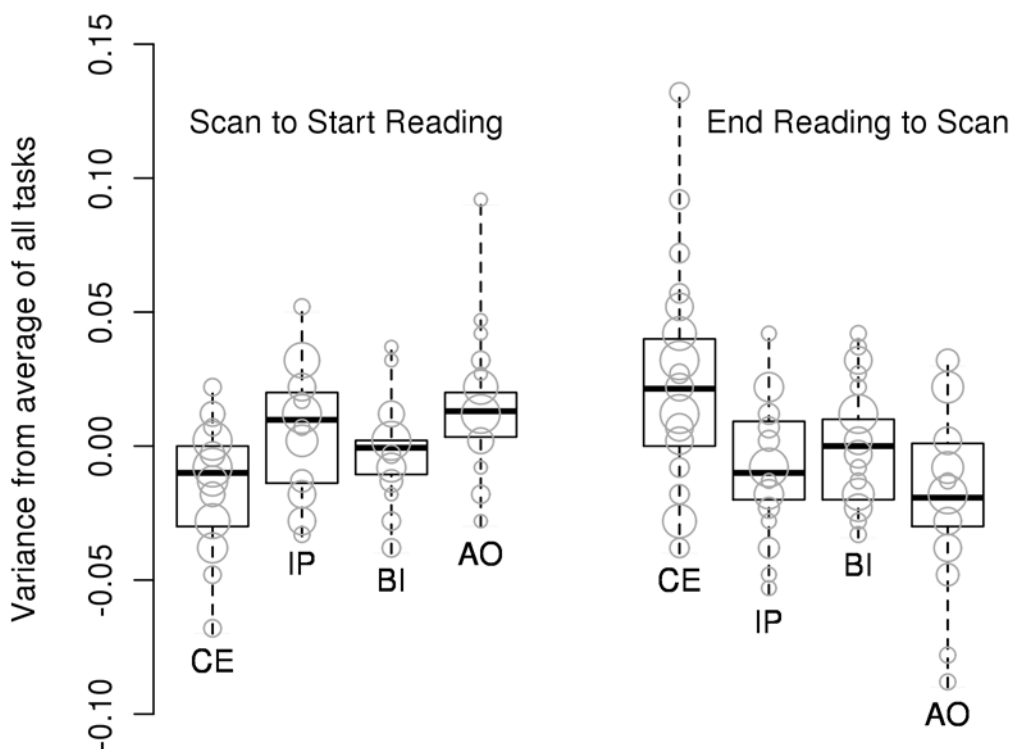 Variance from average of all tasks
0.15
0.10
0.05
0.00
-0.05
-0.10
Scan to Start Reading
End Reading to Scan
CE
IP
BI
AO
CE
IP
BI
AO